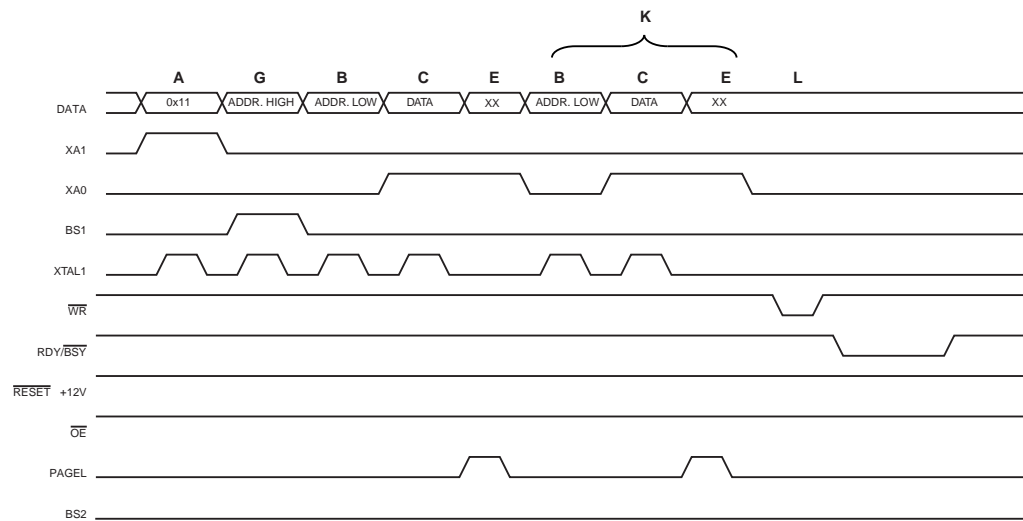 K
A G B C E B C E L
DATA 0x11 ADDR. HIGH ADDR. LOW DATA XX ADDR. LOW DATA XX
XA1
XA0
BS1
XTAL1
WR
RDY/BSY
RESET +12V
OE
PAGEL
BS2